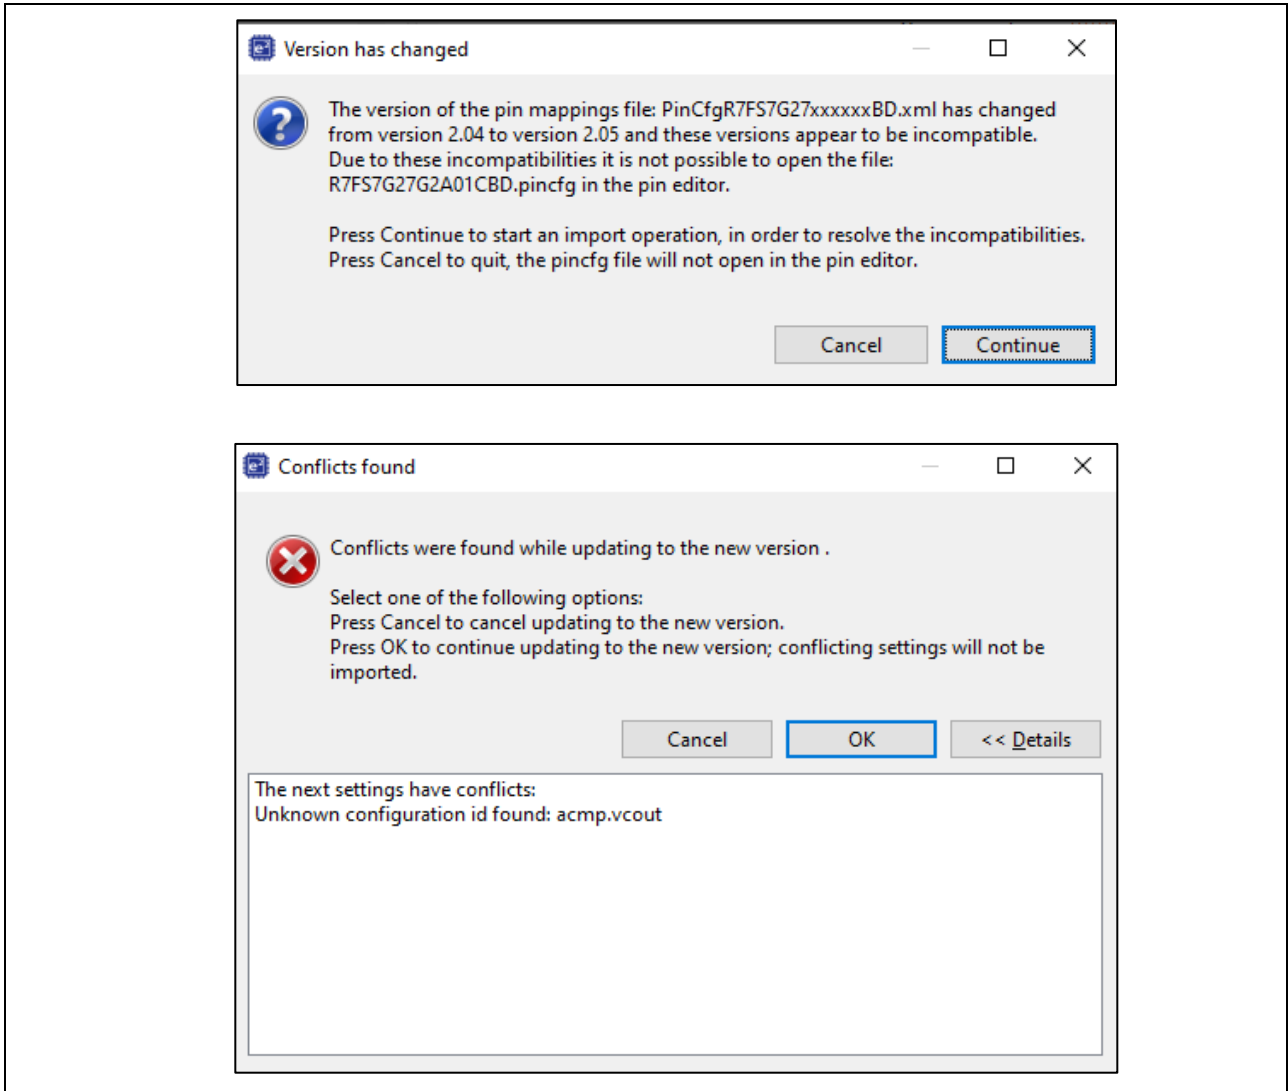 Version has changed
The version of the pin mappings file: PinCfgR7FS7G27xxxxxxBD.xml has changed
from version 2.04 to version 2.05 and these versions appear to be incompatible.
Due to these incompatibilities it is not possible to open the file:
R7FS7G27G2A01CBD.pincfg in the pin editor.
Press Continue to start an import operation, in order to resolve the incompatibilities.
Press Cancel to quit, the pincfg file will not open in the pin editor.
Cancel Continue
Conflicts found
Conflicts were found while updating to the new version .
Select one of the following options:
Press Cancel to cancel updating to the new version.
Press OK to continue updating to the new version; conflicting settings will not be
imported.
Cancel OK << Details
The next settings have conflicts:
Unknown configuration id found: acmp.vcout